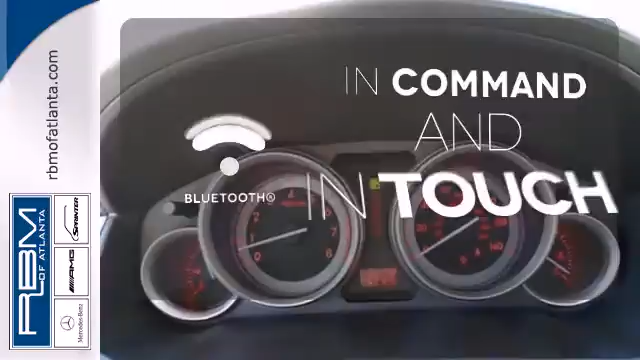 rbmofatlanta.com
RBM
OF ATLANTA
SPRINTER
AMG
Mercedes-Benz
BLUETOOTH®
IN COMMAND
AND
IN TOUCH